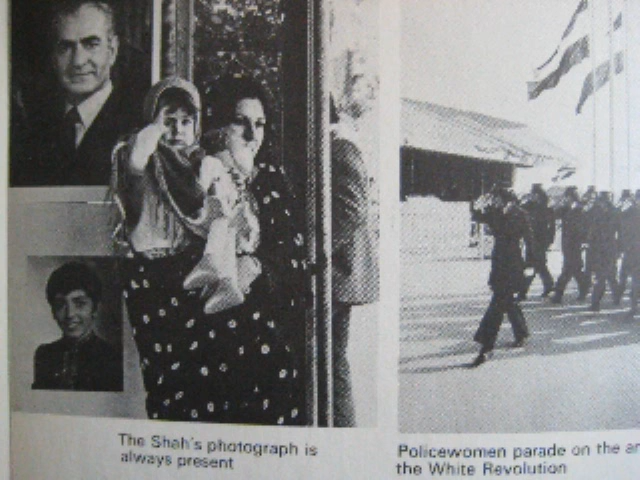 The Shah's photograph is
always present
Policewomen parade on the
the White Revolution